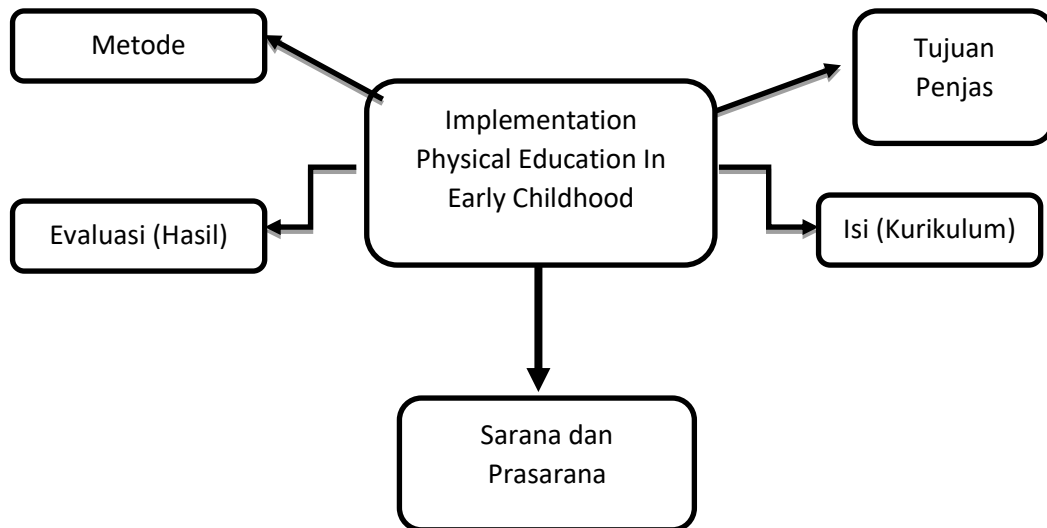 Metode
Implementation
Physical Education In
Early Childhood
Tujuan
Penjas
Evaluasi (Hasil)
Isi (Kurikulum)
Sarana dan
Prasarana